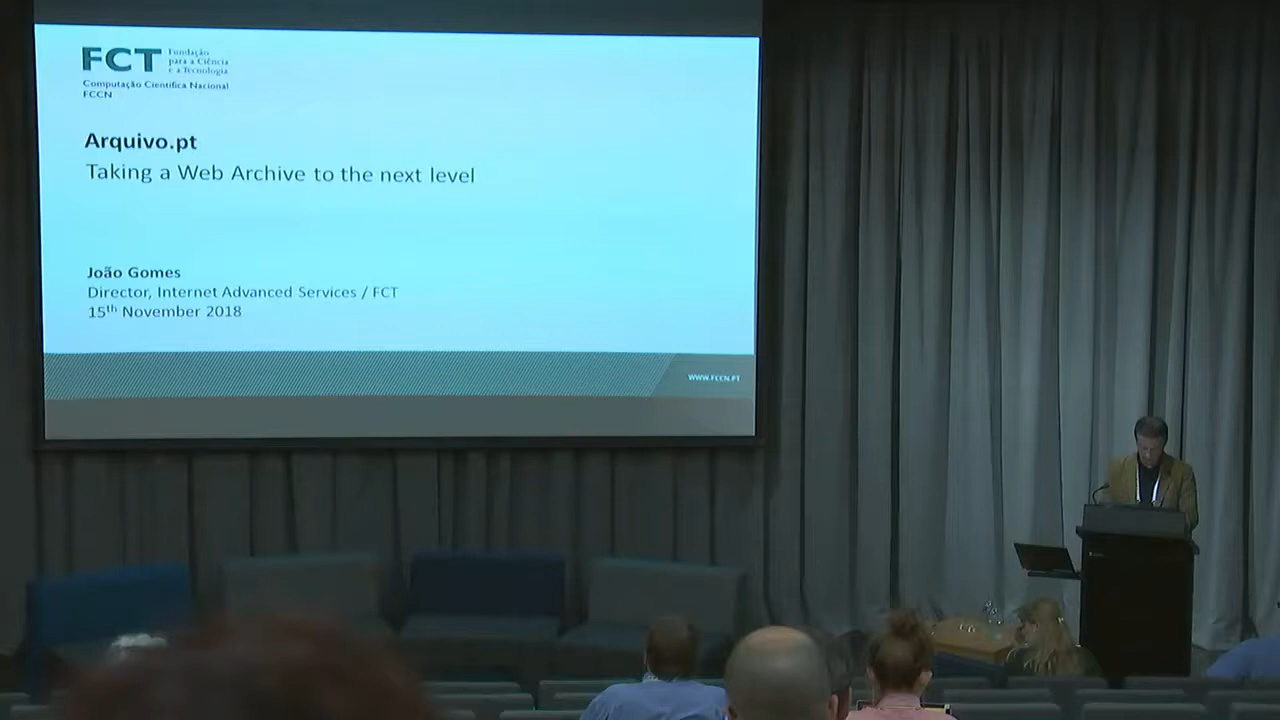 FCT
Fundação
para a Ciência
e a Tecnologia
Computação Científica Nacional
FCCN
Arquivo.pt
Taking a Web Archive to the next level
João Gomes
Director, Internet Advanced Services / FCT
15th November 2018
WWW.FCCN.PT